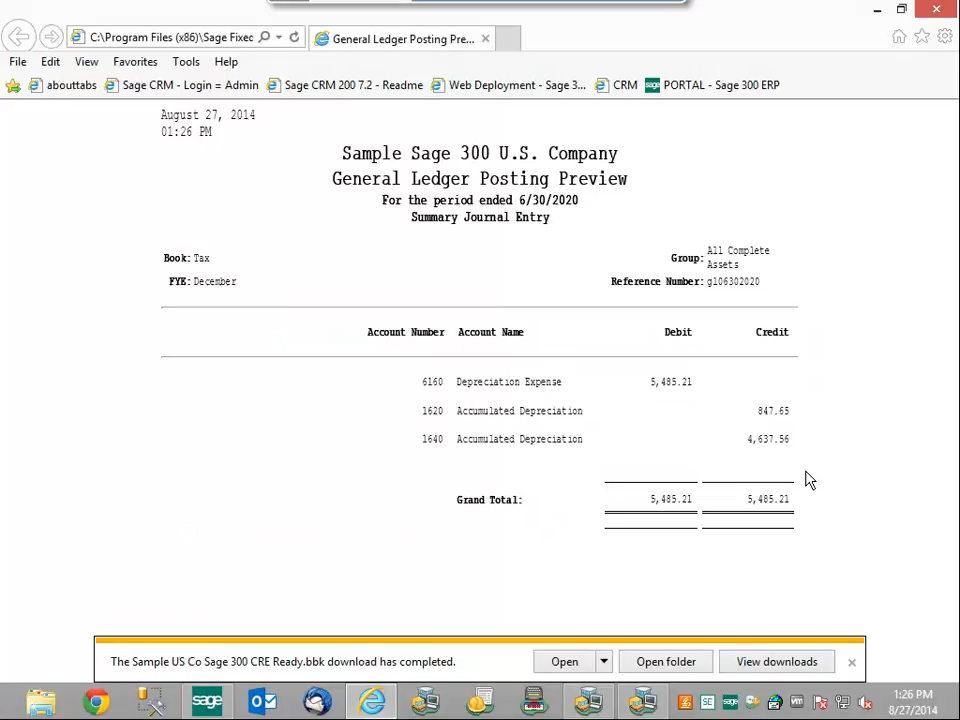 C:\Program Files (x86)\Sage Fixec
General Ledger Posting Pre...
File Edit View Favorites Tools Help
abouttabs Sage CRM - Login = Admin Sage CRM 200 7.2 - Readme Web Deployment - Sage 3... CRM PORTAL - Sage 300 ERP
August 27, 2014
01:26 PM
Sample Sage 300 U.S. Company
General Ledger Posting Preview
For the period ended 6/30/2020
Summary Journal Entry
Book: Tax
Group: All Complete
Assets
FYE: December
Reference Number: gl06302020
Account Number Account Name Debit Credit
6160 Depreciation Expense 5,485.21
1620 Accumulated Depreciation 847.65
1640 Accumulated Depreciation 4,637.56
Grand Total: 5,485.21 5,485.21
The Sample US Co Sage 300 CRE Ready.bbk download has completed. Open Open folder View downloads
sage
1:26 PM
8/27/2014